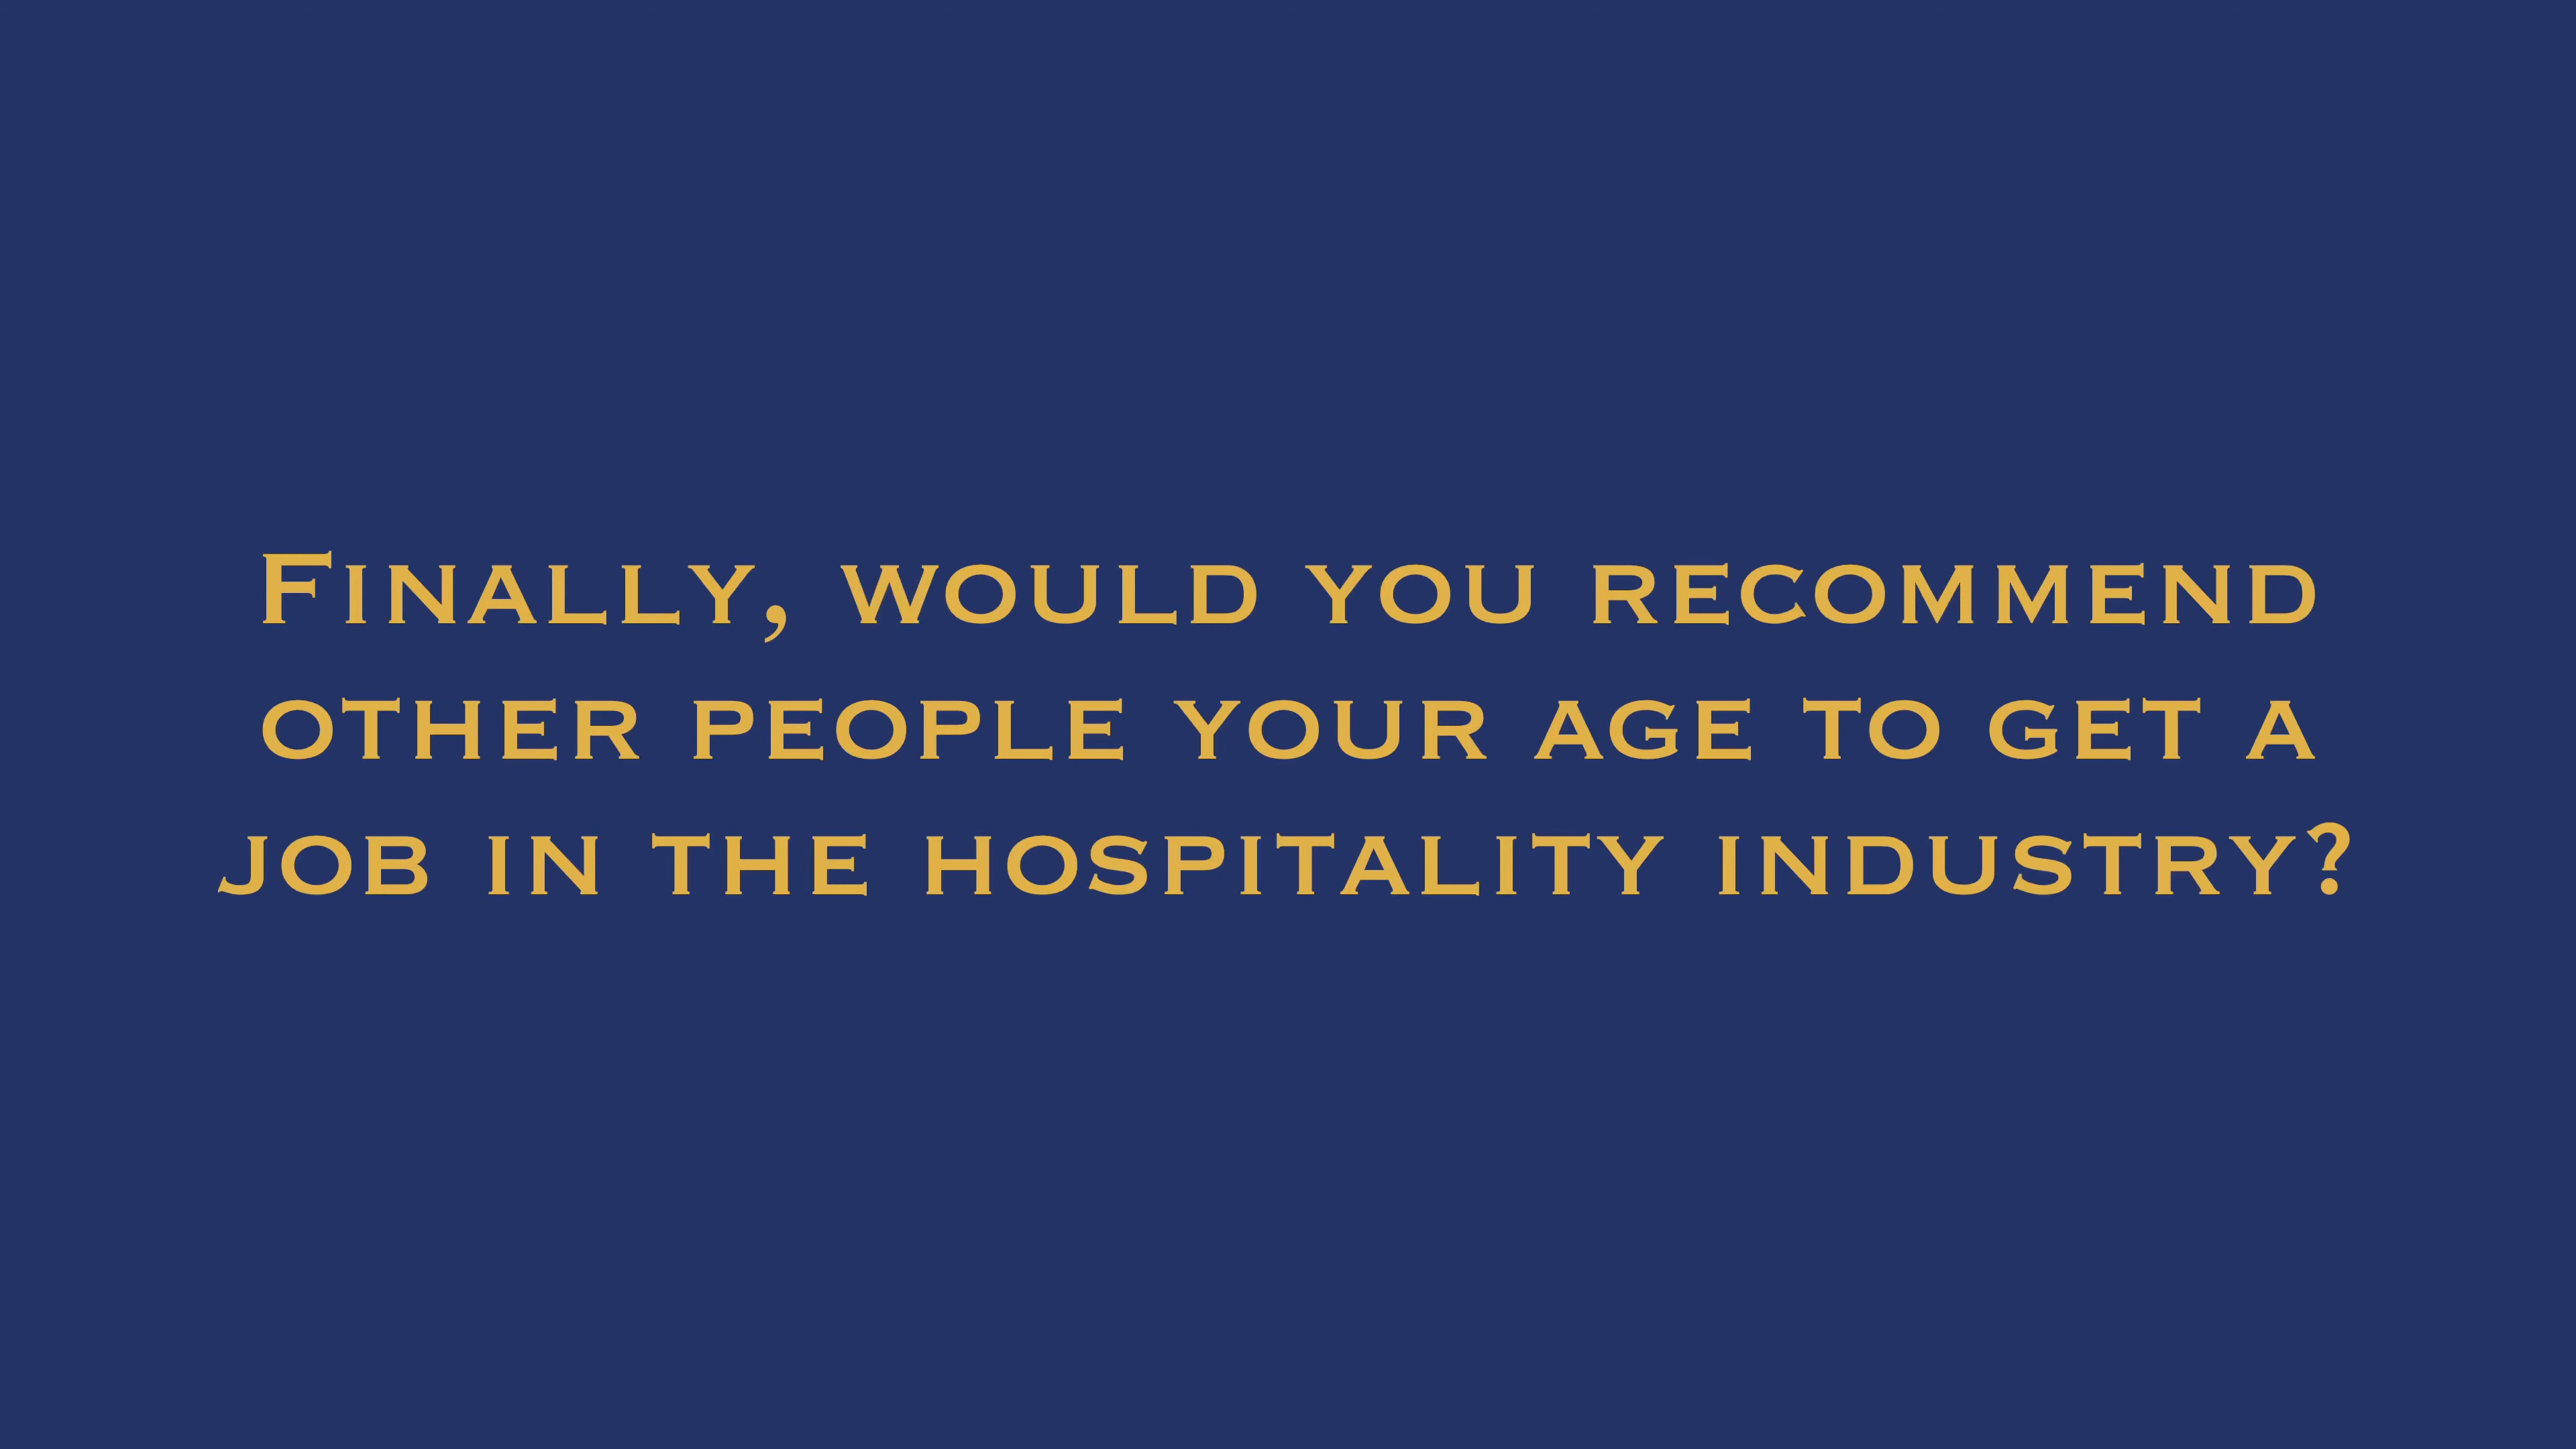 Finally, would you recommend
other people your age to get a
job in the hospitality industry?